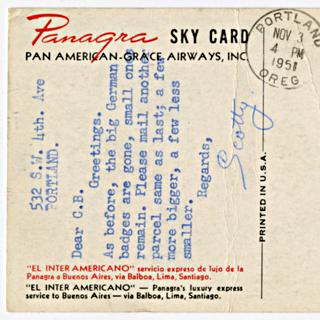 Panagra SKY CARD
PAN AMERICAN-GRACE AIRWAYS, INC.
PORTLAND
NOV 3
4 PM
1951
OREG
532 S.W. 4th. Ave
PORTLAND.
Dear C.B.
Greetings.
As before, the big German
badges are gone, small ones
remain. Please mail another
parcel same as last; a few
more bigger, a few less
smaller.
Regards,
Scotty
PRINTED IN U.S.A.
"EL INTER AMERICANO" servicio expreso de lujo de la
Panagra a Buenos Aires via Balboa, Lima, Santiago.
"EL INTER AMERICANO" — Panagra's luxury express
service to Buenos Aires — via Balboa, Lima, Santiago.